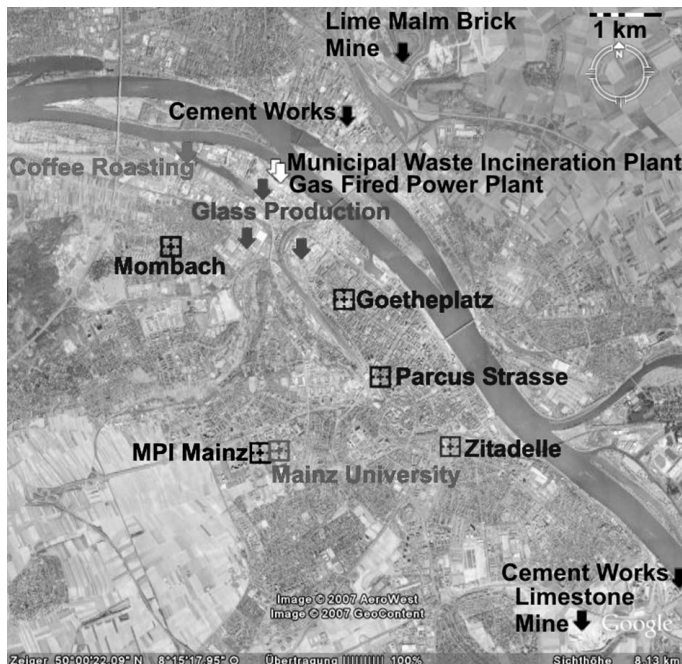 Lime Malm Brick
Mine
1 km
N
Cement Works
Coffee Roasting
Municipal Waste Incineration Plant
Gas Fired Power Plant
Glass Production
Mombach
Goetheplatz
Parcus Strasse
MPI Mainz
Zitadelle
Mainz University
Cement Works
Limestone
Mine
Image © 2007 AeroWest
Image © 2007 GeoContent
Google
Zeiger 50°00'22.09" N 8°15'17.95" O Übertragung |||||||||| 100% Sichthöhe 8.13 km